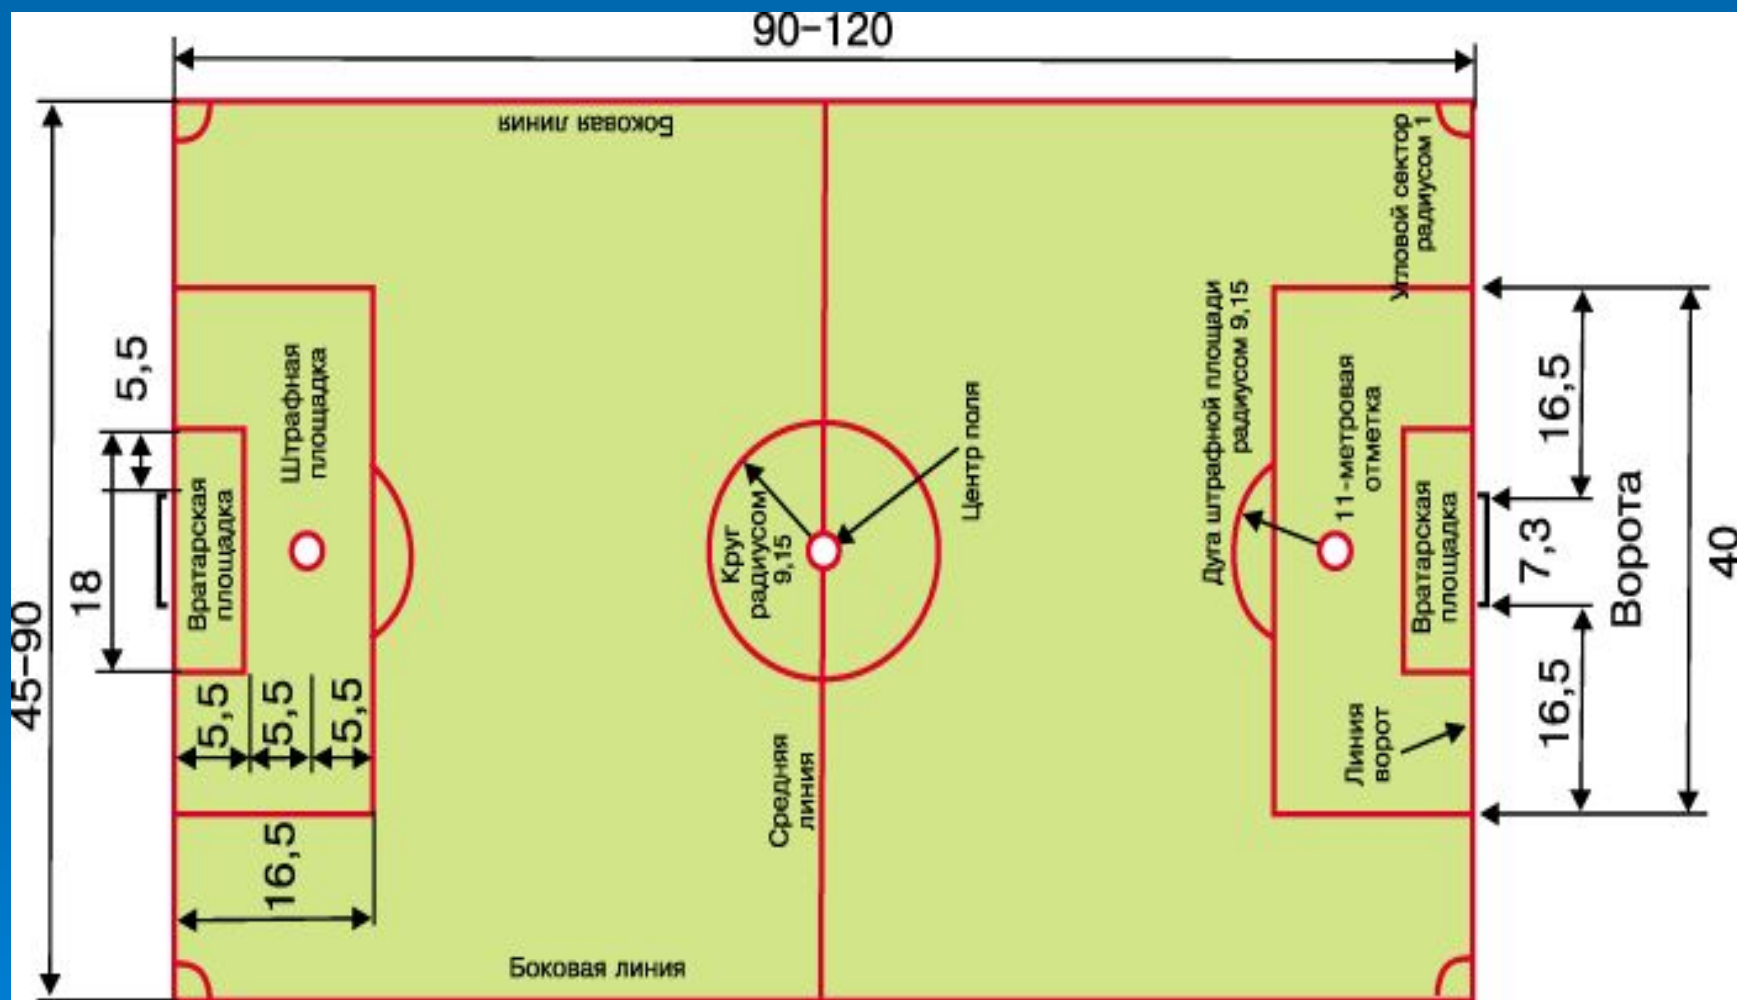 90-120
Боковая линия
Угловой сектор
радиусом 1
45-90
5,5
18
Вратарская
площадка
Штрафная
площадка
5,5
5,5
5,5
16,5
Круг
радиусом
9,15
Центр поля
Средняя
линия
Дуга штрафной площади
радиусом 9,15
11-метровая
отметка
Вратарская
площадка
Линия
ворот
16,5
7,3
16,5
Ворота
40
Боковая линия